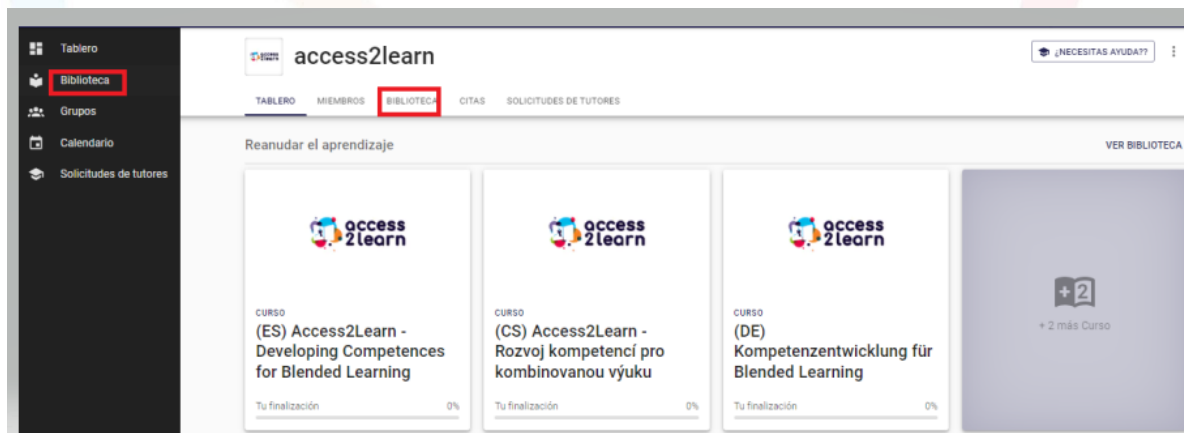 Tablero
Biblioteca
Grupos
Calendario
Solicitudes de tutores
access2learn
¿NECESITAS AYUDA??
TABLERO MIEMBROS BIBLIOTECA CITAS SOLICITUDES DE TUTORES
Reanudar el aprendizaje
VER BIBLIOTECA
access
2learn
CURSO
(ES) Access2Learn -
Developing Competences
for Blended Learning
Tu finalización 0%
access
2learn
CURSO
(CS) Access2Learn -
Rozvoj kompetencí pro
kombinovanou výuku
Tu finalización 0%
access
2learn
CURSO
(DE)
Kompetenzentwicklung für
Blended Learning
Tu finalización 0%
+2
+ 2 más Curso